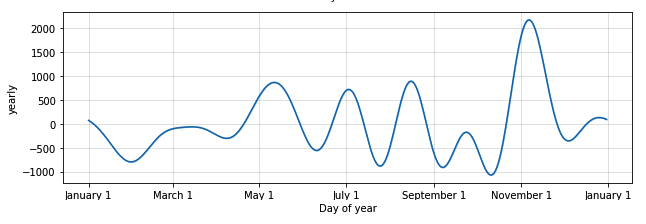 2000
1500
1000
500
0
−500
−1000
yearly
January 1 March 1 May 1 July 1 September 1 November 1 January 1
Day of year